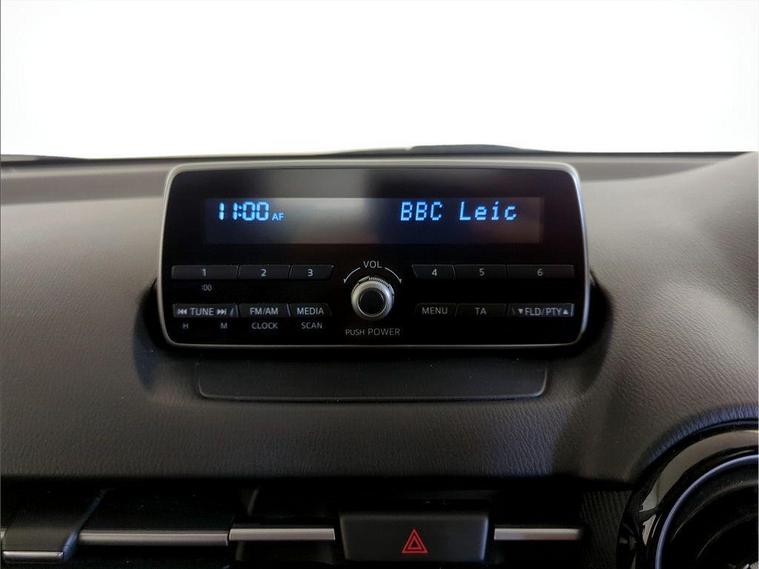 11:00 AF BBC Leic
1 2 3 VOL 4 5 6
:00
TUNE FM/AM MEDIA MENU TA FLD/PTY
H M CLOCK SCAN PUSH POWER